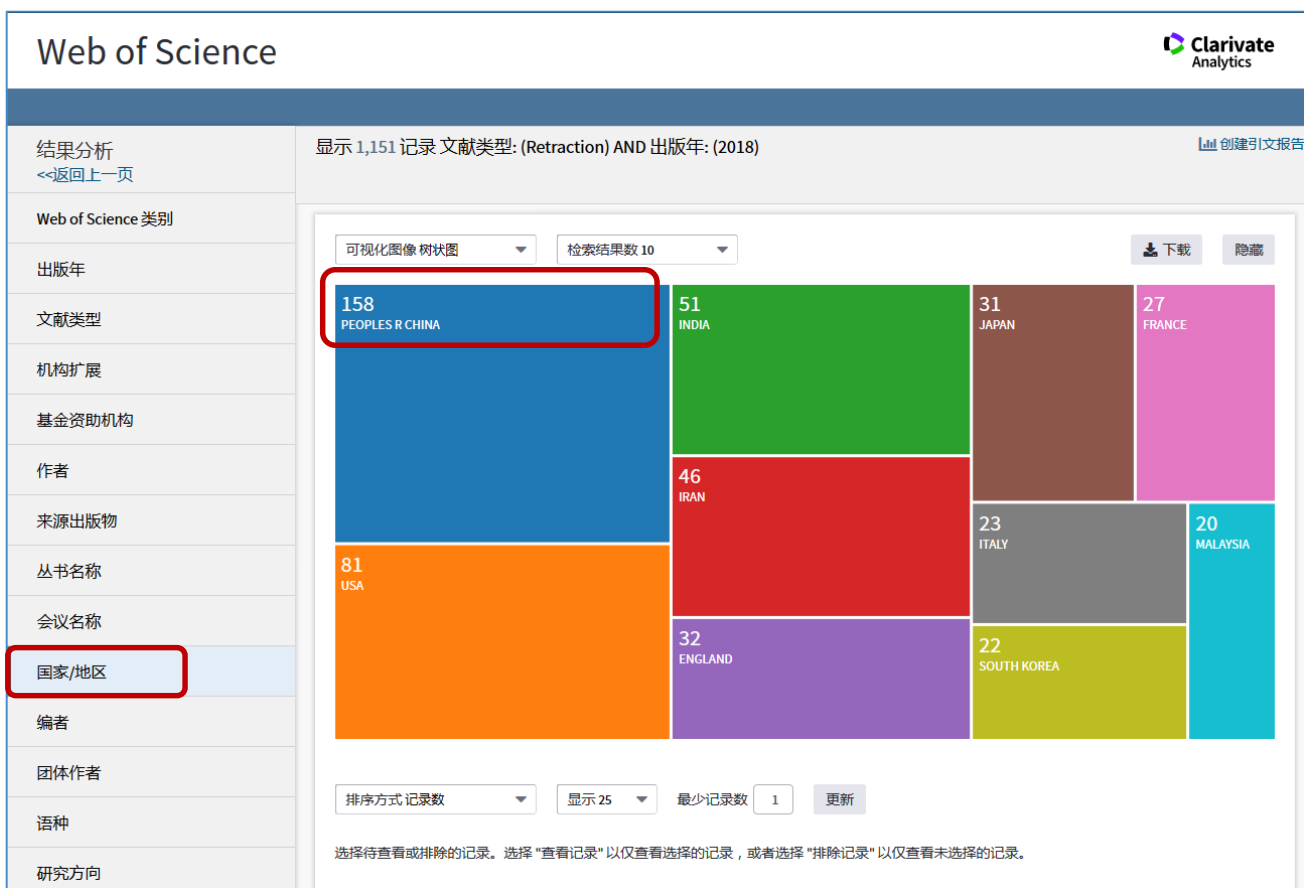 Web of Science
Clarivate
Analytics
结果分析
<<返回上一页
显示 1,151 记录 文献类型: (Retraction) AND 出版年: (2018)
创建引文报告
Web of Science 类别
出版年
文献类型
机构扩展
基金资助机构
作者
来源出版物
丛书名称
会议名称
国家/地区
编者
团体作者
语种
研究方向
可视化图像 树状图
检索结果数 10
下载
隐藏
158
PEOPLES R CHINA
51
INDIA
31
JAPAN
27
FRANCE
46
IRAN
23
ITALY
20
MALAYSIA
81
USA
32
ENGLAND
22
SOUTH KOREA
排序方式 记录数
显示 25
最少记录数 1
更新
选择待查看或排除的记录。选择 "查看记录" 以仅查看选择的记录，或者选择 "排除记录" 以仅查看未选择的记录。